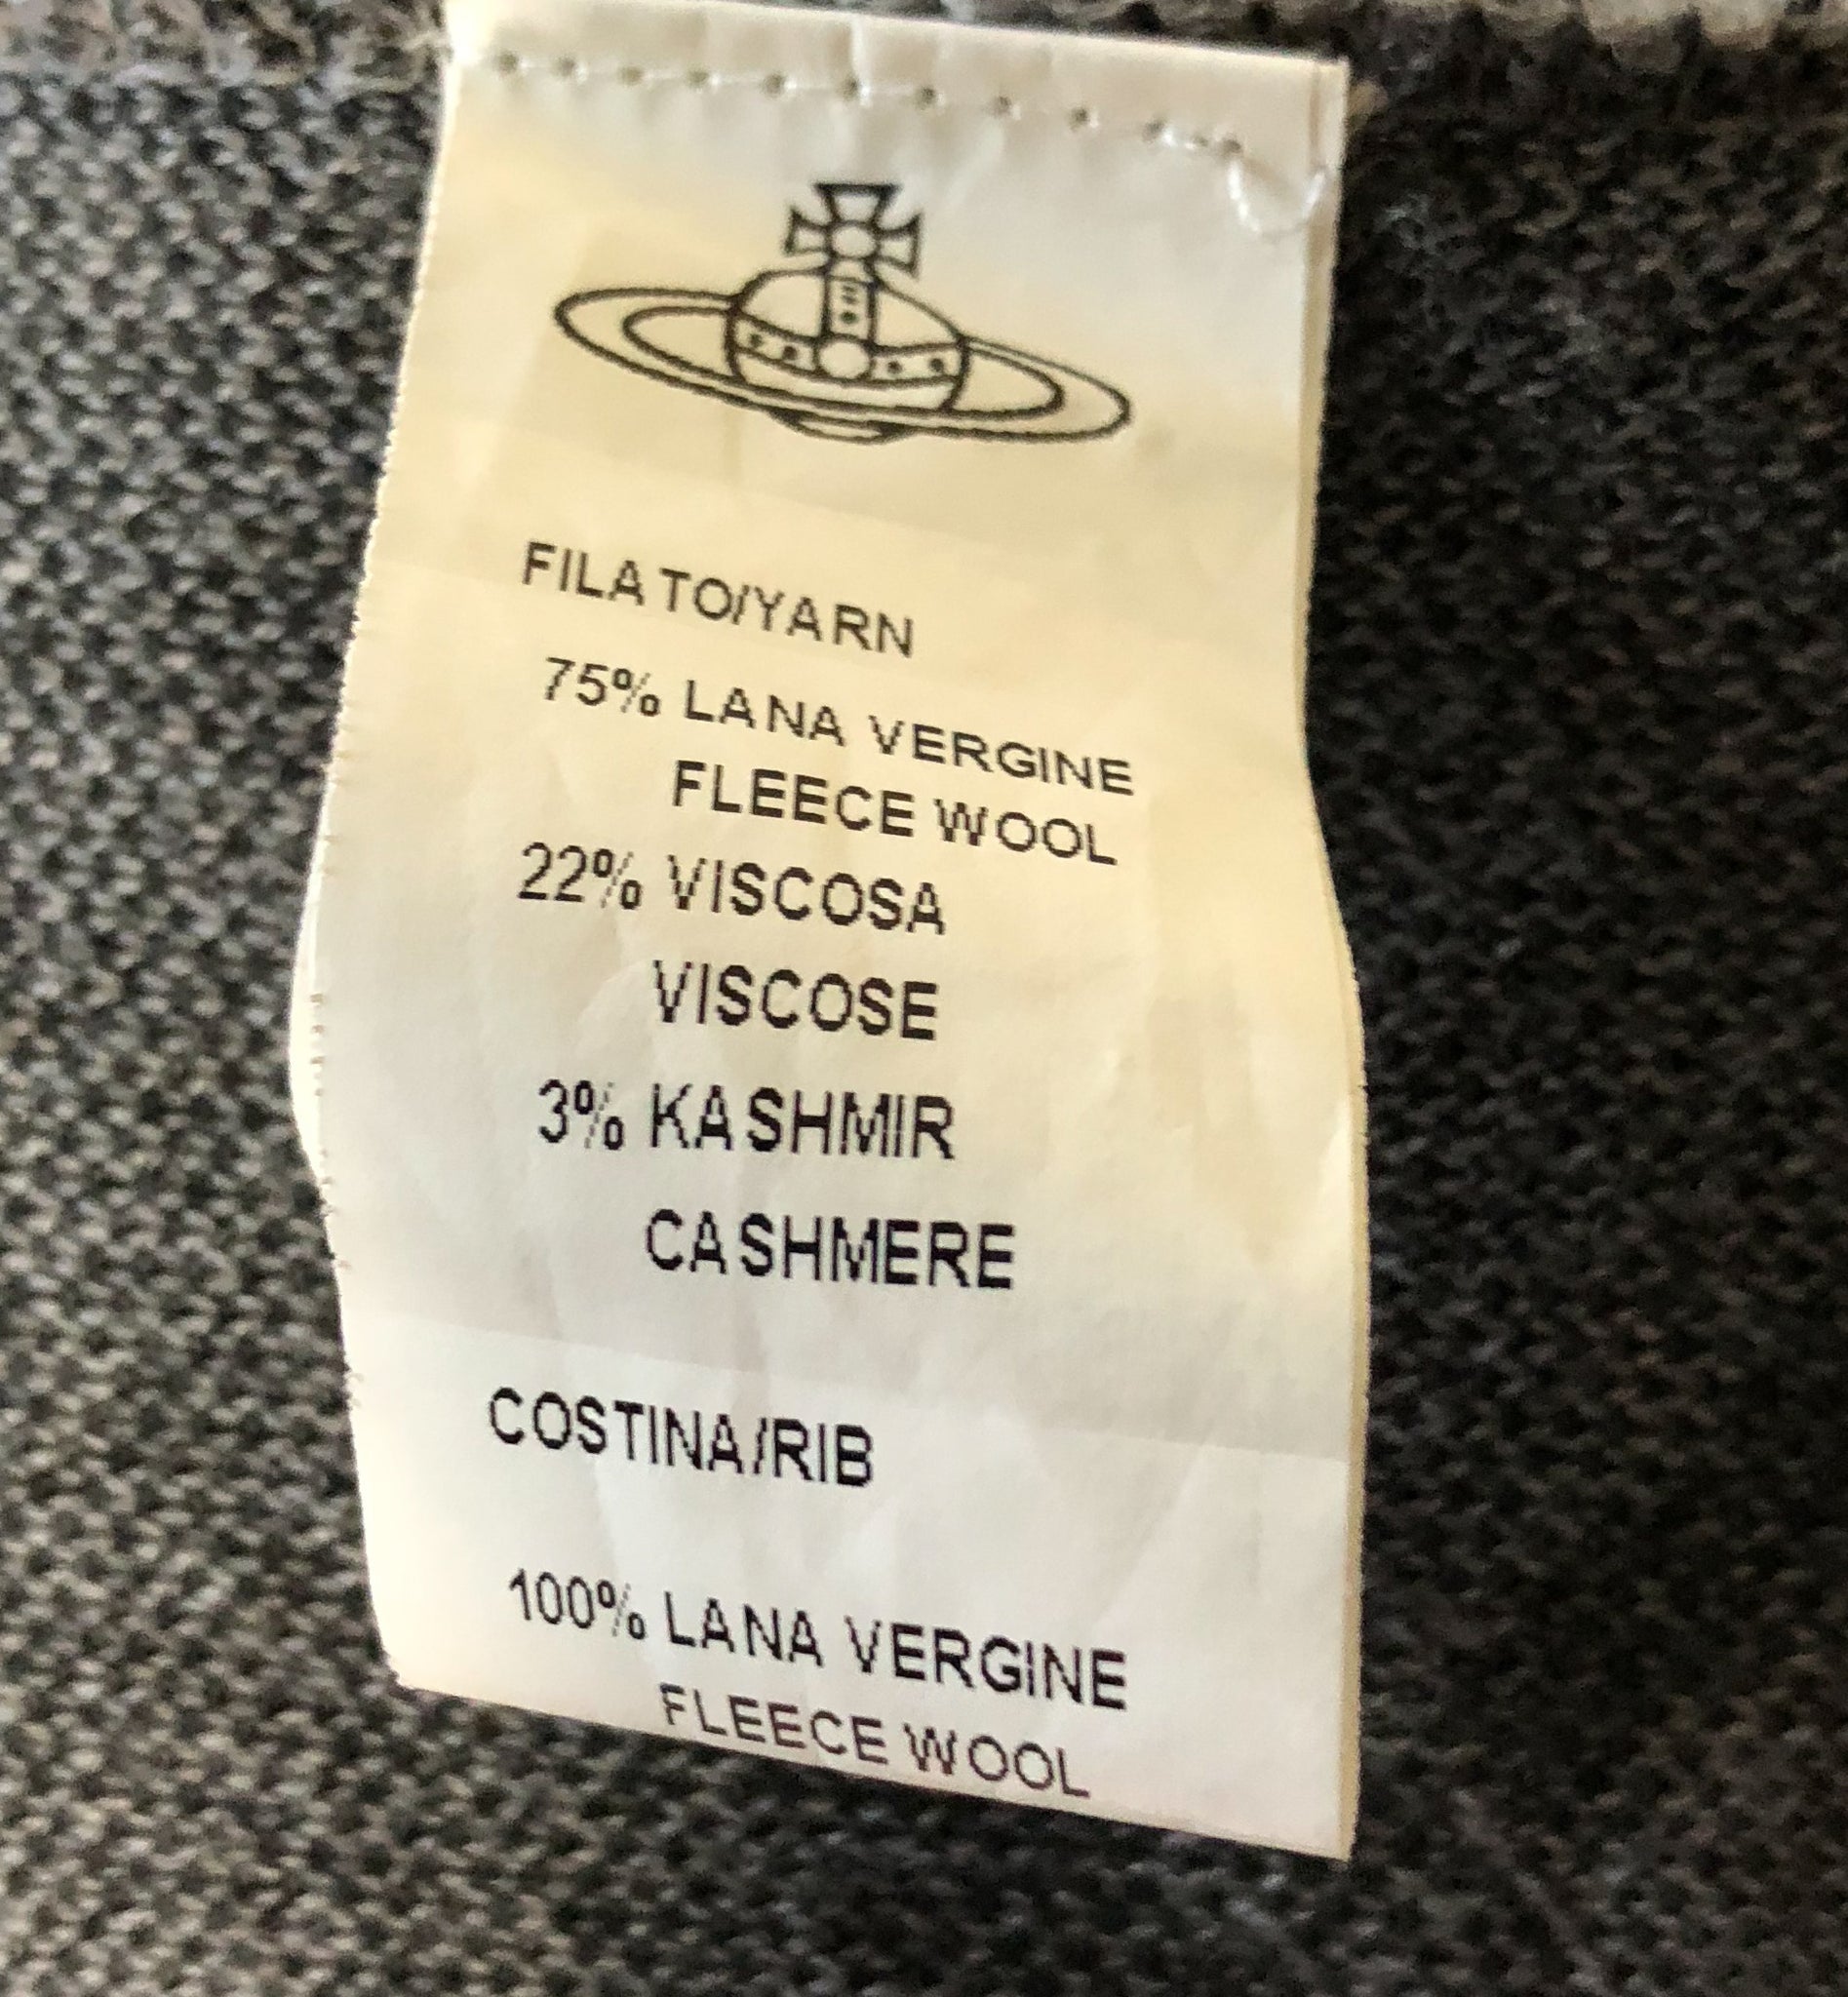 FILATO/YARN
75% LANA VERGINE
FLEECE WOOL
22% VISCOSA
VISCOSE
3% KASHMIR
CASHMERE
COSTINA/RIB
100% LANA VERGINE
FLEECE WOOL